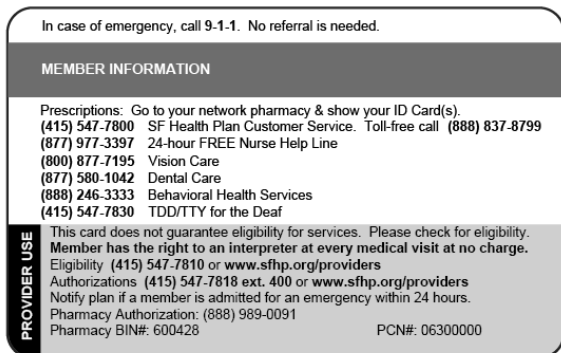 In case of emergency, call 9-1-1. No referral is needed.
MEMBER INFORMATION
Prescriptions: Go to your network pharmacy & show your ID Card(s).
(415) 547-7800 SF Health Plan Customer Service. Toll-free call (888) 837-8799
(877) 977-3397 24-hour FREE Nurse Help Line
(800) 877-7195 Vision Care
(877) 580-1042 Dental Care
(888) 246-3333 Behavioral Health Services
(415) 547-7830 TDD/TTY for the Deaf
PROVIDER USE
This card does not guarantee eligibility for services. Please check for eligibility.
Member has the right to an interpreter at every medical visit at no charge.
Eligibility (415) 547-7810 or www.sfhp.org/providers
Authorizations (415) 547-7818 ext. 400 or www.sfhp.org/providers
Notify plan if a member is admitted for an emergency within 24 hours.
Pharmacy Authorization: (888) 989-0091
Pharmacy BIN#: 600428 PCN#: 06300000